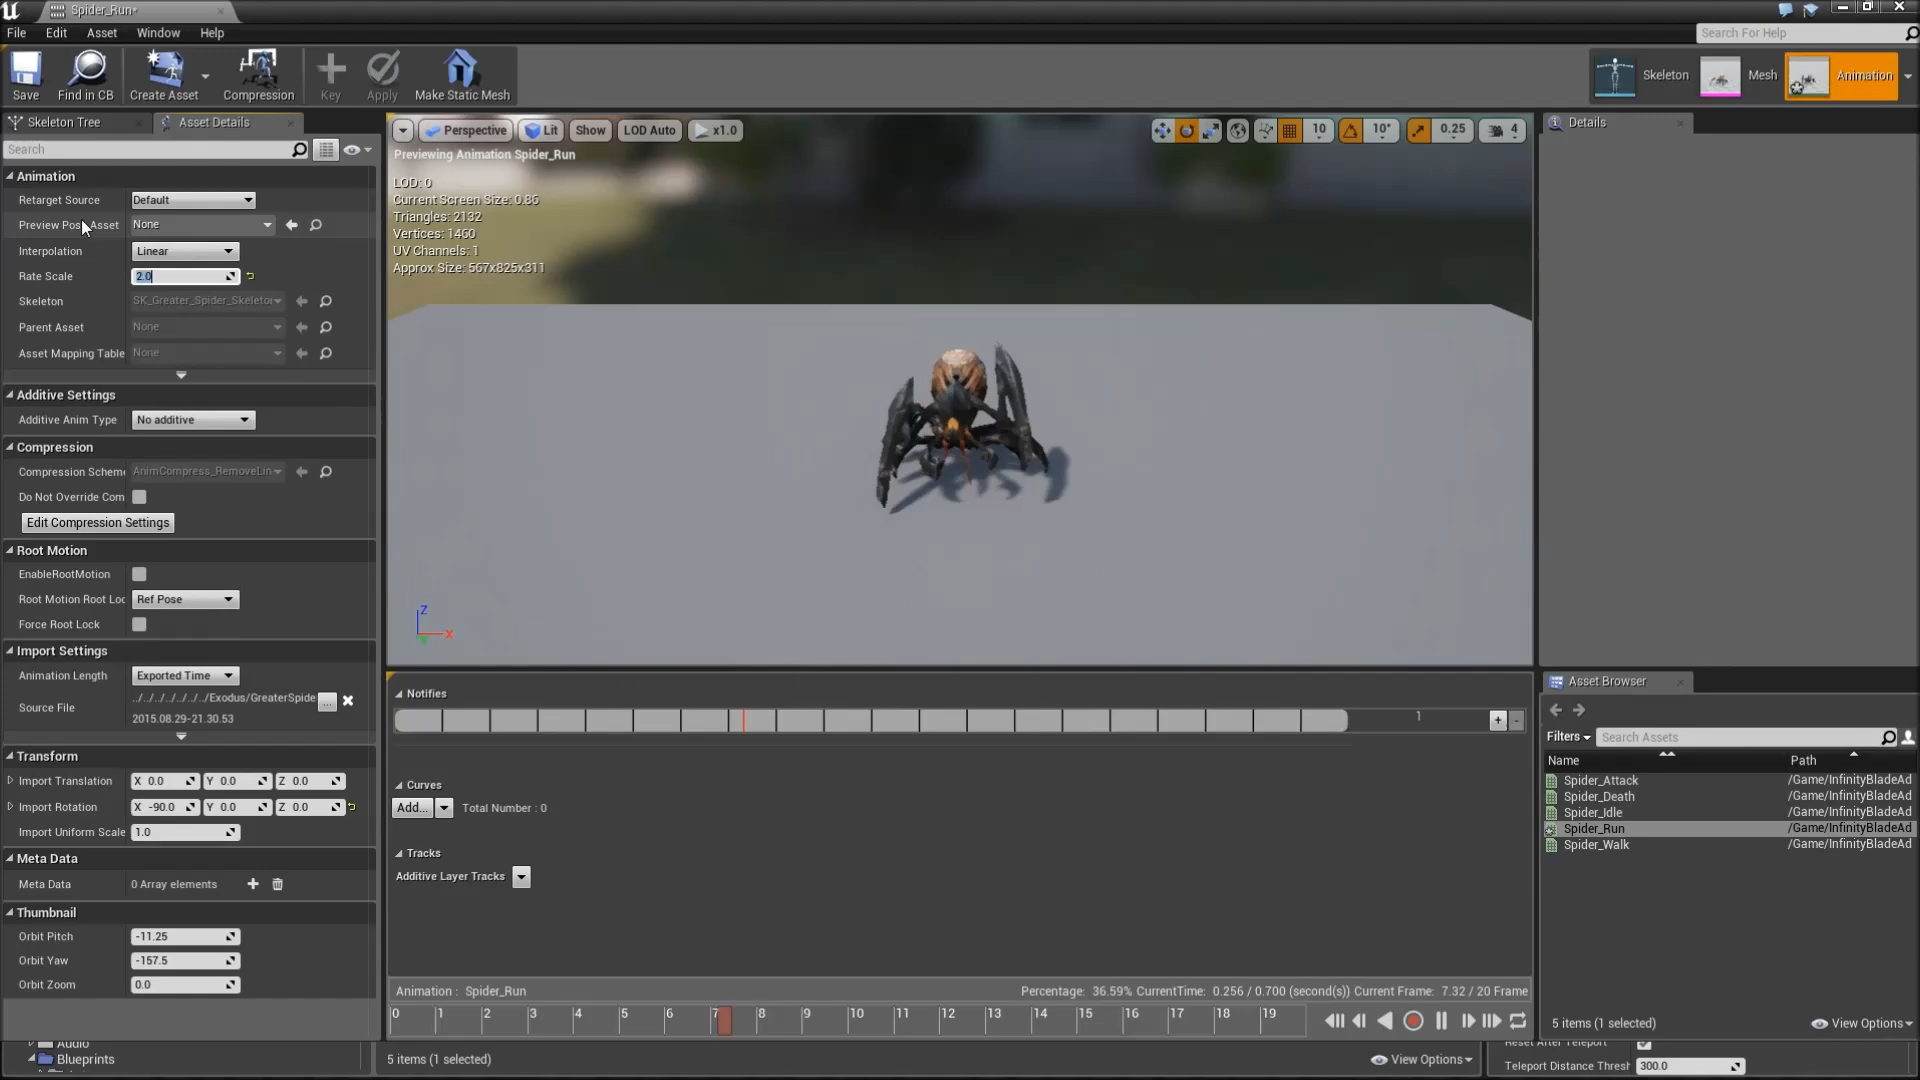 Spider_Run*
File Edit Asset Window Help
Search For Help
Save Find in CB Create Asset Compression Key Apply Make Static Mesh
Skeleton Mesh Animation
Skeleton Tree Asset Details
Search
Animation
Retarget Source Default
Preview Pose Asset None
Interpolation Linear
Rate Scale 2.0
Skeleton SK_Greater_Spider_Skeleto
Parent Asset None
Asset Mapping Table None
Additive Settings
Additive Anim Type No additive
Compression
Compression Scheme AnimCompress_RemoveLin
Do Not Override Com
Edit Compression Settings
Root Motion
EnableRootMotion
Root Motion Root Loc Ref Pose
Force Root Lock
Import Settings
Animation Length Exported Time
Source File ../../../../../../../Exodus/GreaterSpide ...
2015.08.29-21.30.53
Transform
Import Translation X 0.0 Y 0.0 Z 0.0
Import Rotation X -90.0 Y 0.0 Z 0.0
Import Uniform Scale 1.0
Meta Data
Meta Data 0 Array elements
Thumbnail
Orbit Pitch -11.25
Orbit Yaw -157.5
Orbit Zoom 0.0
Perspective Lit Show LOD Auto x1.0 10 10° 0.25 4
Previewing Animation Spider_Run
LOD: 0
Current Screen Size: 0.86
Triangles: 2132
Vertices: 1460
UV Channels: 1
Approx Size: 567x825x311
Z
X
Notifies
1 + -
Curves
Add... Total Number : 0
Tracks
Additive Layer Tracks
Animation : Spider_Run Percentage: 36.59% CurrentTime: 0.256 / 0.700 (second(s)) Current Frame: 7.32 / 20 Frame
0 1 2 3 4 5 6 7 8 9 10 11 12 13 14 15 16 17 18 19
Details
Asset Browser
Filters Search Assets
Name Path
Spider_Attack /Game/InfinityBladeAd
Spider_Death /Game/InfinityBladeAd
Spider_Idle /Game/InfinityBladeAd
Spider_Run /Game/InfinityBladeAd
Spider_Walk /Game/InfinityBladeAd
5 items (1 selected) View Options
Audio
Blueprints
5 items (1 selected) View Options
Reset After Teleport
Teleport Distance Thresh 300.0